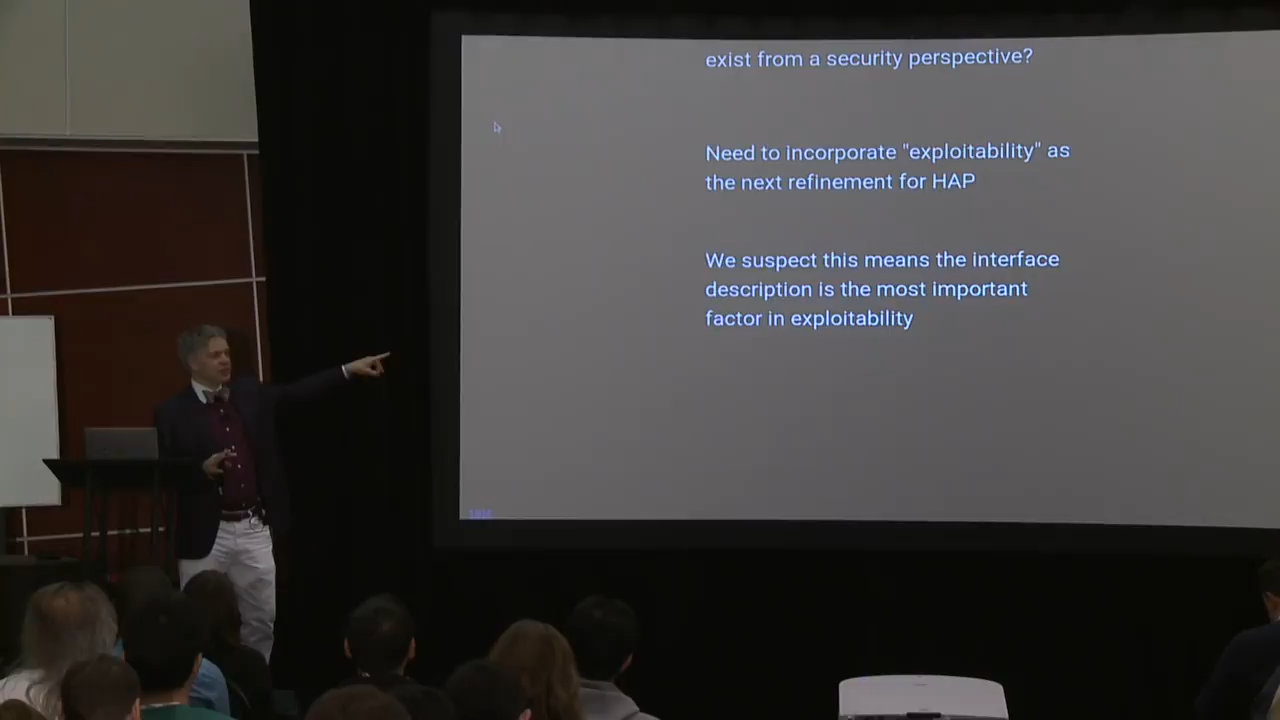 exist from a security perspective?
Need to incorporate "exploitability" as
the next refinement for HAP
We suspect this means the interface
description is the most important
factor in exploitability